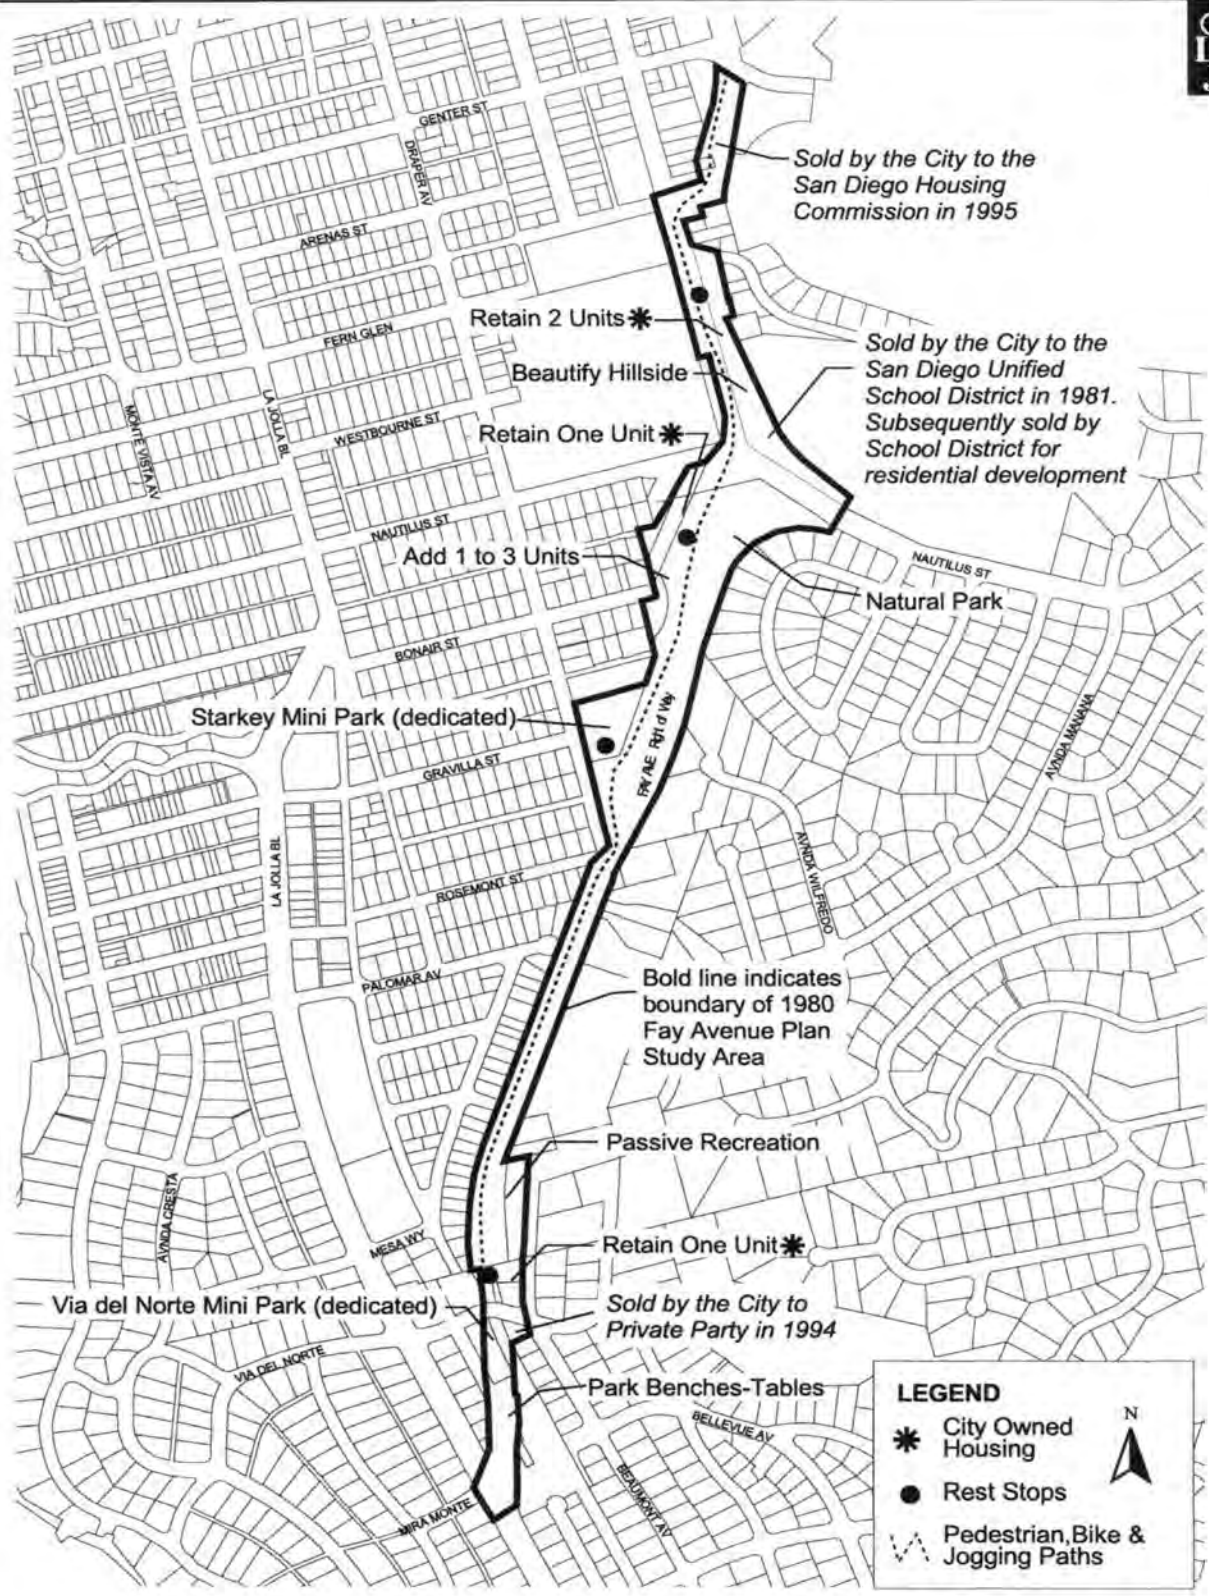 GENTER ST
DRAPER AV
Sold by the City to the
San Diego Housing
Commission in 1995
ARENAS ST
Retain 2 Units
FERN GLEN
Sold by the City to the
San Diego Unified
School District in 1981.
Subsequently sold by
School District for
residential development
Beautify Hillside
LA JOLLA BL
MONTE VISTA AV
WESTBOURNE ST
Retain One Unit
NAUTILUS ST
Add 1 to 3 Units
NAUTILUS ST
Natural Park
BONAIR ST
Starkey Mini Park (dedicated)
AVNDA MANANA
GRAVILLA ST
LA JOLLA BL
AVNDA WILFREDO
ROSEMONT ST
PALOMAR AV
Bold line indicates
boundary of 1980
Fay Avenue Plan
Study Area
Passive Recreation
AVNDA CRESTA
MESA WY
Retain One Unit
Via del Norte Mini Park (dedicated)
Sold by the City to
Private Party in 1994
VIA DEL NORTE
Park Benches-Tables
BELLEVUE AV
BEAUMONT AV
MIRA MONTE
LEGEND
N
City Owned
Housing
Rest Stops
Pedestrian,Bike &
Jogging Paths